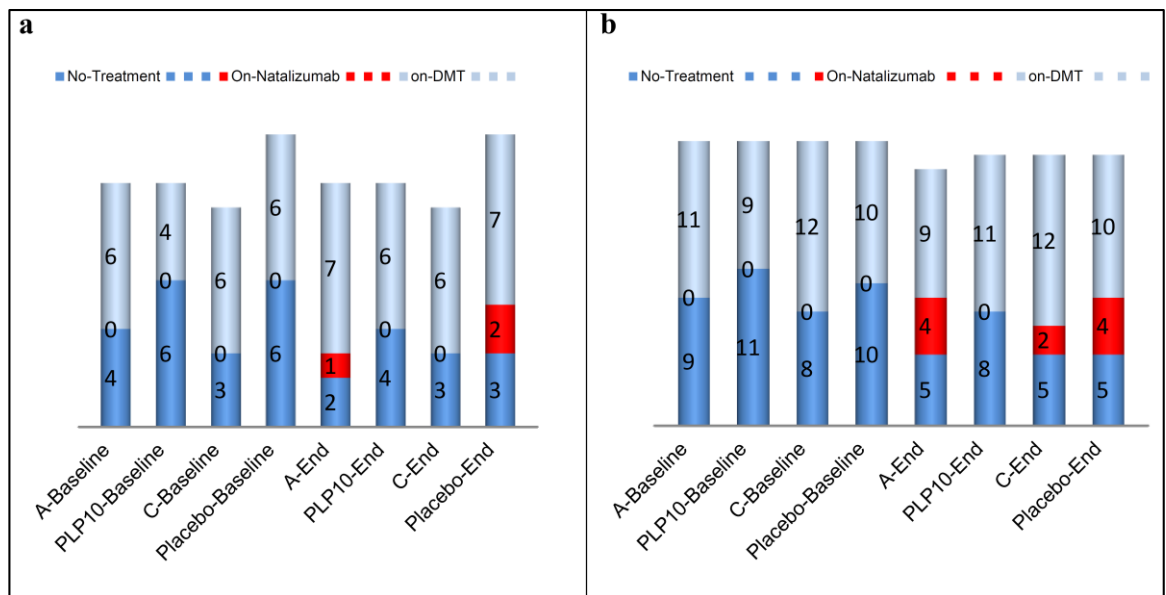 a
No-Treatment On-Natalizumab on-DMT
6 4 6 6 7 6 6 7
0 0 0 0 1 0 0 2
4 6 3 6 2 4 3 3
A-Baseline
PLP10-Baseline
C-Baseline
Placebo-Baseline
A-End
PLP10-End
C-End
Placebo-End
b
No-Treatment On-Natalizumab on-DMT
11 9 12 10 9 11 12 10
0 0 0 0 4 0 2 4
9 11 8 10 5 8 5 5
A-Baseline
PLP10-Baseline
C-Baseline
Placebo-Baseline
A-End
PLP10-End
C-End
Placebo-End